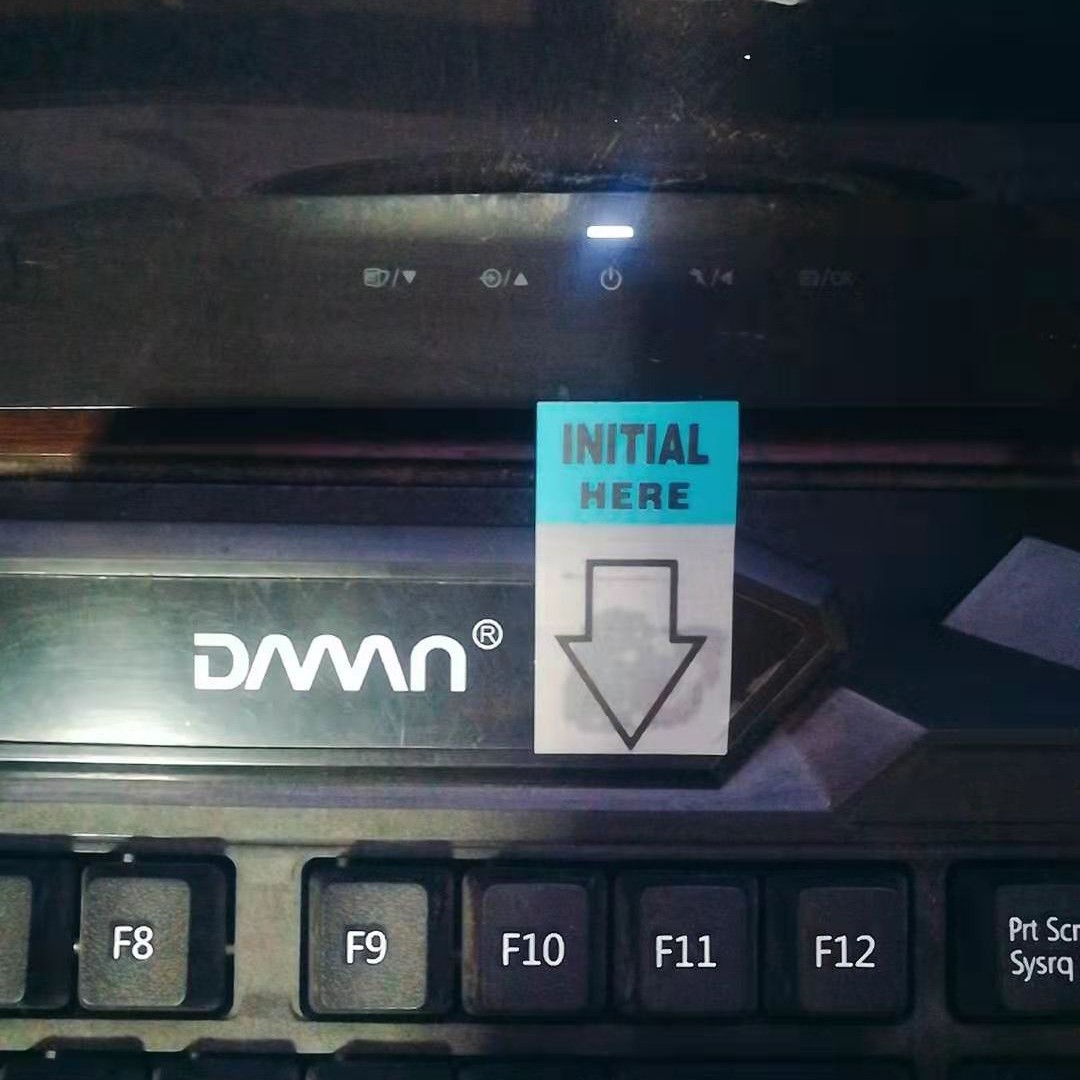 INITIAL
HERE
DMMN®
F8 F9 F10 F11 F12
Prt Scr
Sysrq